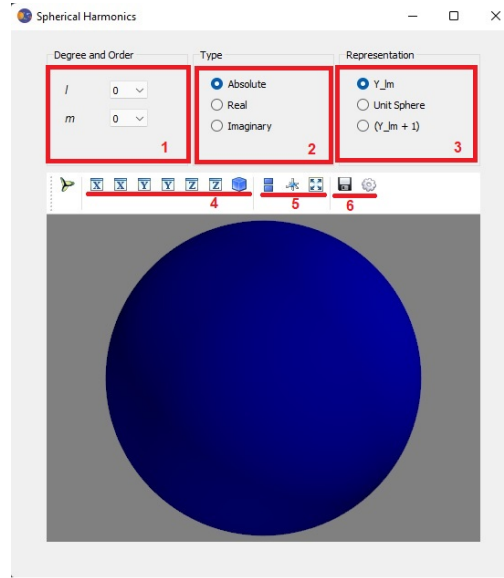 Spherical Harmonics
Degree and Order
Type
Representation
l 0
m 0
1
Absolute
Real
Imaginary
2
Y_lm
Unit Sphere
(Y_lm + 1)
3
X X Y Y Z Z
4
5
6